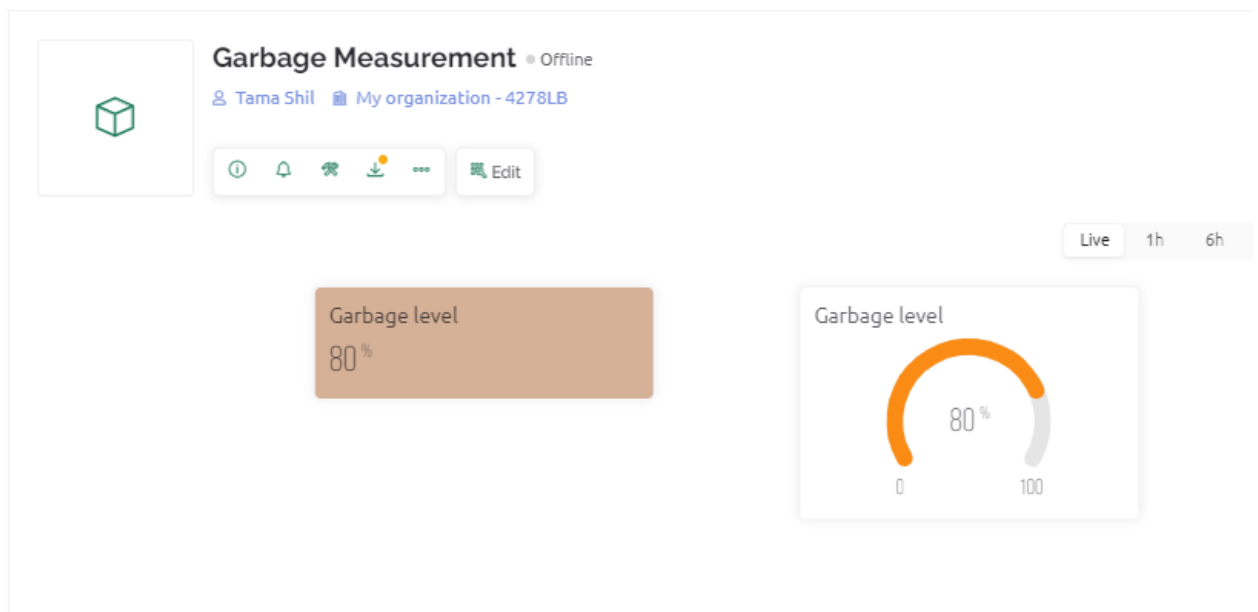 Garbage Measurement Offline
Tama Shil My organization - 4278LB
Edit
Live 1h 6h
Garbage level
80 %
Garbage level
80 %
0 100